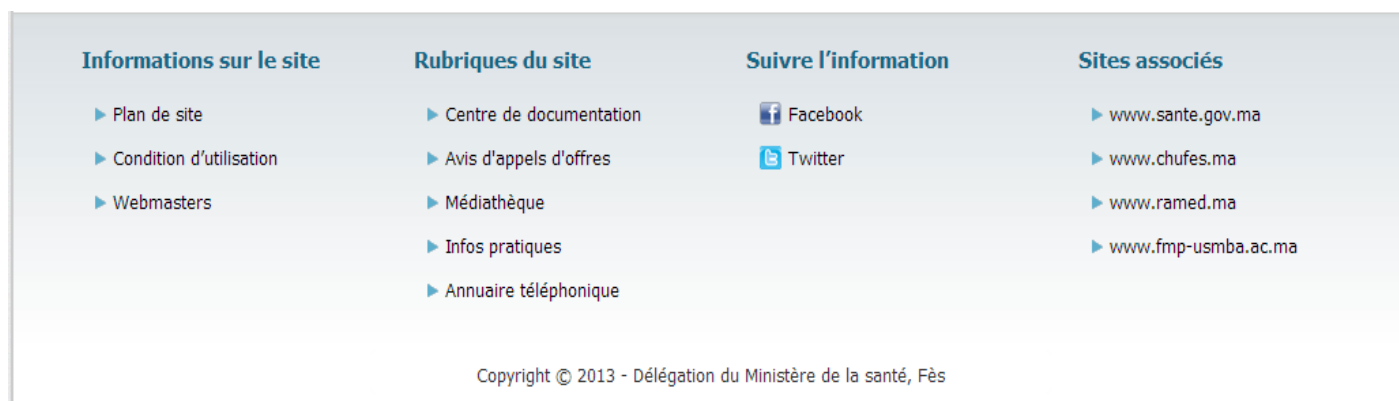 Informations sur le site
Plan de site
Condition d’utilisation
Webmasters
Rubriques du site
Centre de documentation
Avis d'appels d'offres
Médiathèque
Infos pratiques
Annuaire téléphonique
Suivre l’information
Facebook
Twitter
Sites associés
www.sante.gov.ma
www.chufes.ma
www.ramed.ma
www.fmp-usmba.ac.ma
Copyright © 2013 - Délégation du Ministère de la santé, Fès